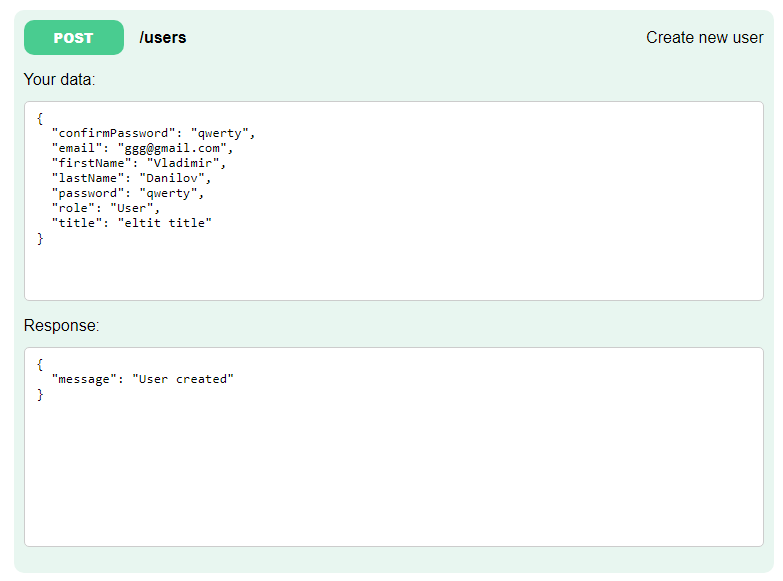 POST /users Create new user
Your data:
{
  "confirmPassword": "qwerty",
  "email": "ggg@gmail.com",
  "firstName": "Vladimir",
  "lastName": "Danilov",
  "password": "qwerty",
  "role": "User",
  "title": "eltit title"
}
Response:
{
  "message": "User created"
}